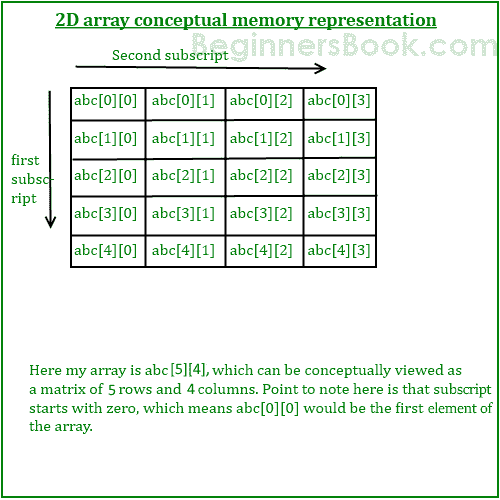 2D array conceptual memory representation
BeginnersBook.com
Second subscript
first
subsc-
ript
abc[0][0] abc[0][1] abc[0][2] abc[0][3]
abc[1][0] abc[1][1] abc[1][2] abc[1][3]
abc[2][0] abc[2][1] abc[2][2] abc[2][3]
abc[3][0] abc[3][1] abc[3][2] abc[3][3]
abc[4][0] abc[4][1] abc[4][2] abc[4][3]
Here my array is abc[5][4], which can be conceptually viewed as
a matrix of 5 rows and 4 columns. Point to note here is that subscript
starts with zero, which means abc[0][0] would be the first element of
the array.